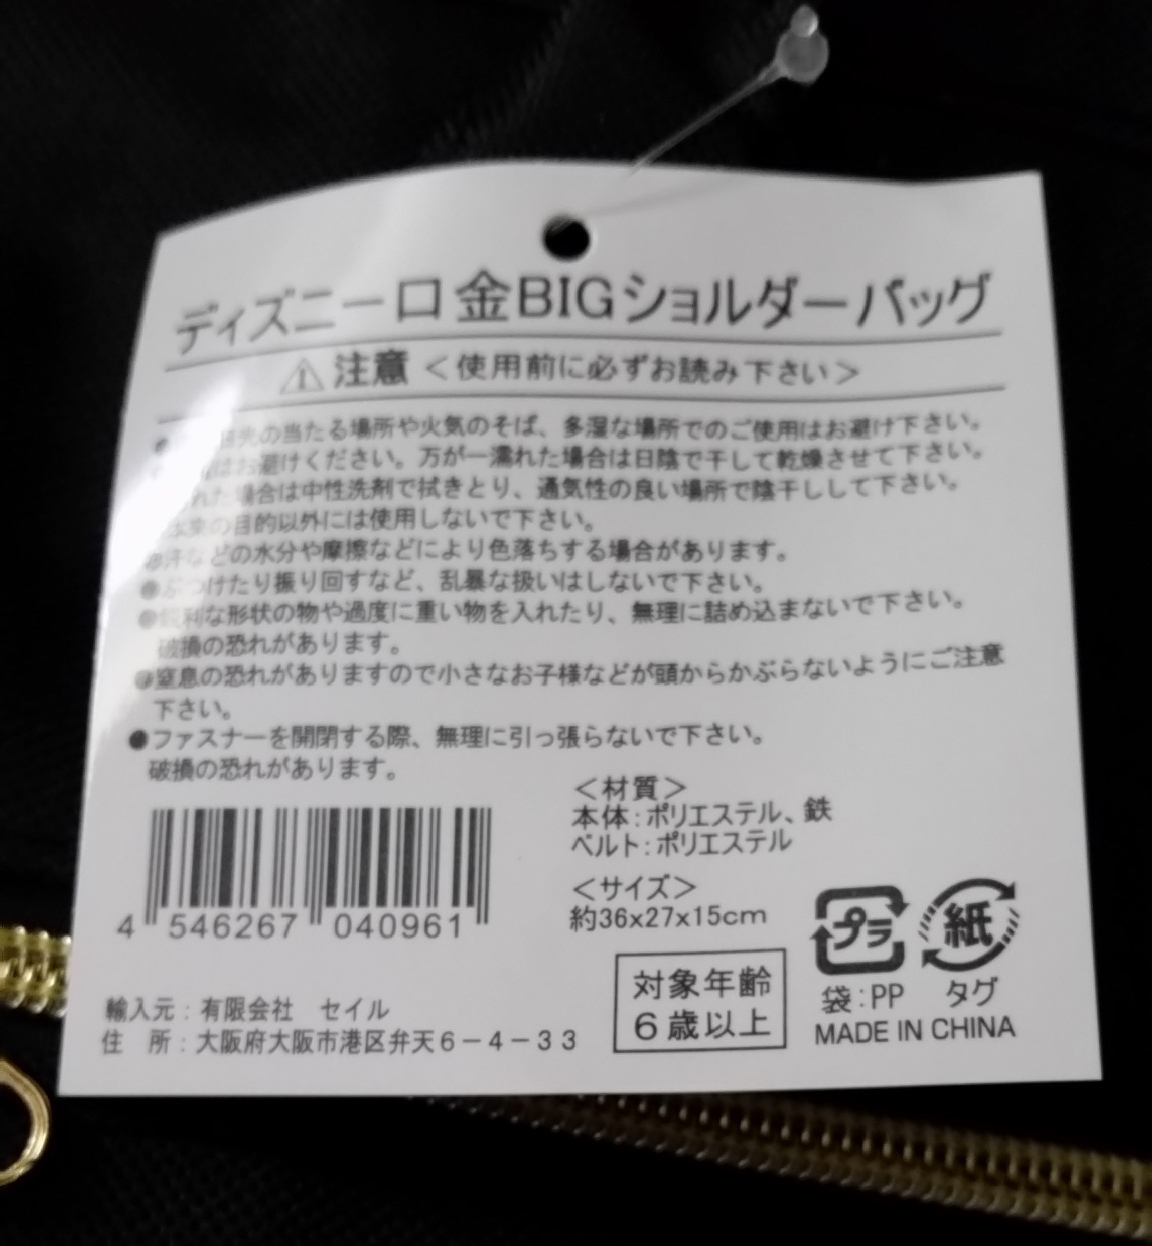 ディズニー口金BIGショルダーバッグ
注意＜使用前に必ずお読み下さい＞
の当たる場所や火気のそば、多湿な場所でのご使用はお避け下さい。
はお避けください。万が一濡れた場合は日陰で干して乾燥させて下さい。
れた場合は中性洗剤で拭きとり、通気性の良い場所で陰干しして下さい。
本来の目的以外には使用しないで下さい。
●汗などの水分や摩擦などにより色落ちする場合があります。
●ぶつけたり振り回すなど、乱暴な扱いはしないで下さい。
●鋭利な形状の物や過度に重い物を入れたり、無理に詰め込まないで下さい。
破損の恐れがあります。
●窒息の恐れがありますので小さなお子様などが頭からかぶらないようにご注意
下さい。
●ファスナーを開閉する際、無理に引っ張らないで下さい。
破損の恐れがあります。
＜材質＞
本体：ポリエステル、鉄
ベルト：ポリエステル
＜サイズ＞
約36x27x15cm
4 546267 040961
対象年齢
6歳以上
プラ 紙
袋：PP タグ
MADE IN CHINA
輸入元：有限会社 セイル
住 所：大阪府大阪市港区弁天6－4－33